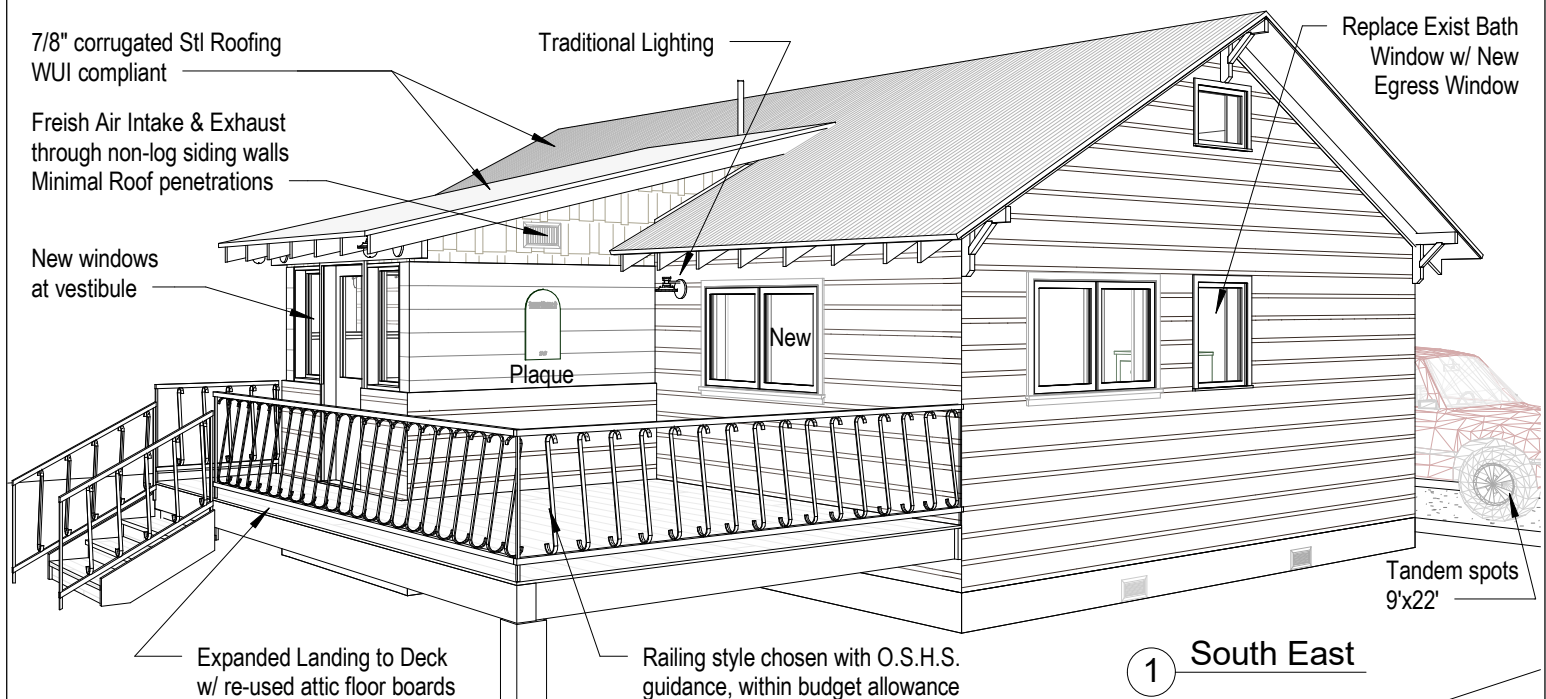 7/8" corrugated Stl Roofing
WUI compliant
Freish Air Intake & Exhaust
through non-log siding walls
Minimal Roof penetrations
New windows
at vestibule
Traditional Lighting
Replace Exist Bath
Window w/ New
Egress Window
New
Plaque
Tandem spots
9'x22'
Expanded Landing to Deck
w/ re-used attic floor boards
Railing style chosen with O.S.H.S.
guidance, within budget allowance
1 South East